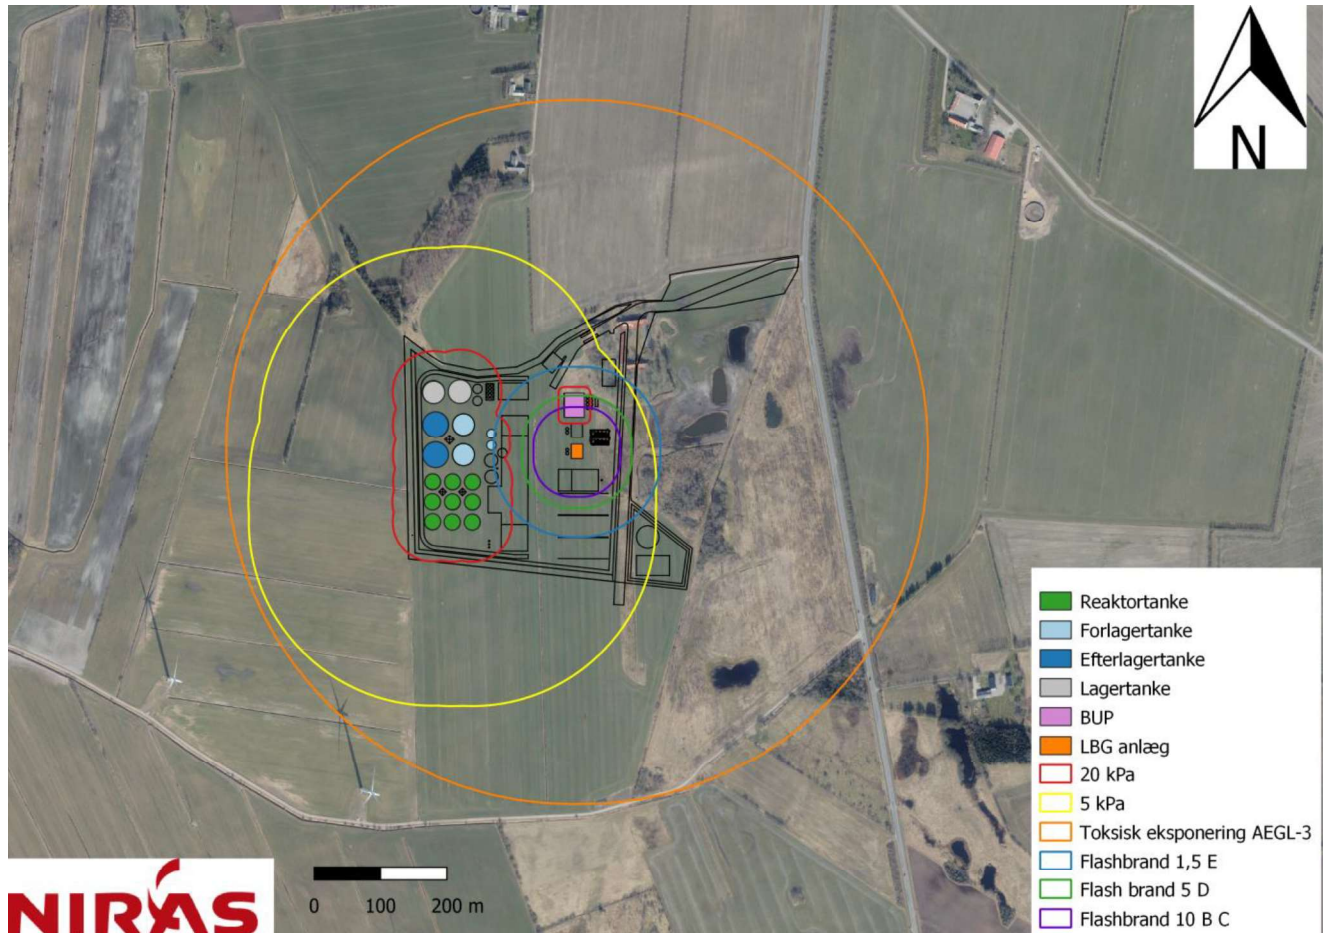 N
Reaktortanke
Forlagertanke
Efterlagertanke
Lagertanke
BUP
LBG anlæg
20 kPa
5 kPa
Toksisk eksponering AEGL-3
Flashbrand 1,5 E
Flash brand 5 D
Flashbrand 10 B C
NIRAS
0 100 200 m